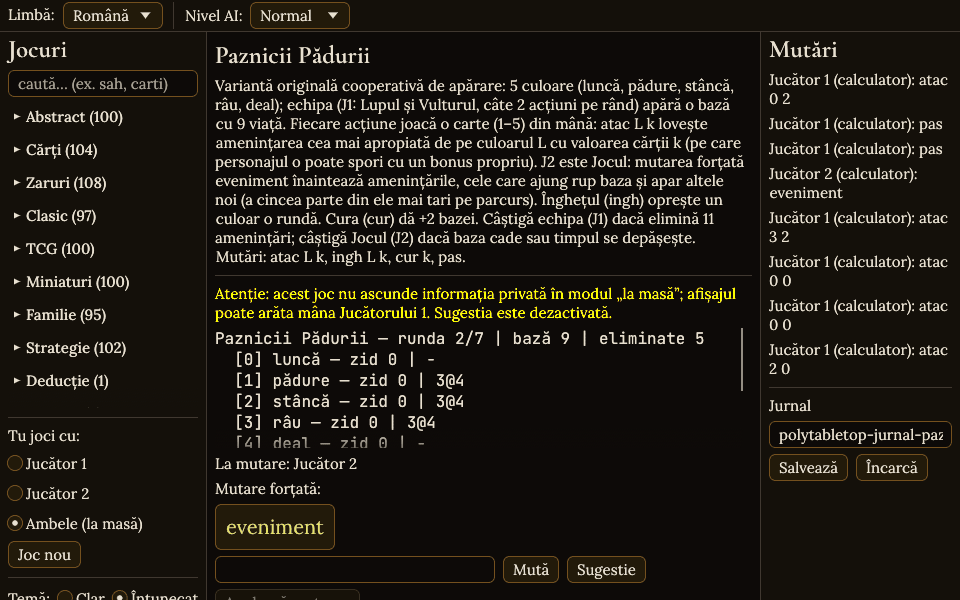 Limbă:
Română
Nivel AI:
Normal
Jocuri
caută... (ex. sah, carti)
Abstract (100)
Cărți (104)
Zaruri (108)
Clasic (97)
TCG (100)
Miniaturi (100)
Familie (95)
Strategie (102)
Deducție (1)
Tu joci cu:
Jucător 1
Jucător 2
Ambele (la masă)
Joc nou
Temă:
Clar
Întunecat
Paznicii Pădurii
Variantă originală cooperativă de apărare: 5 culoare (luncă, pădure, stâncă,
râu, deal); echipa (J1: Lupul și Vulturul, câte 2 acțiuni pe rând) apără o bază
cu 9 viață. Fiecare acțiune joacă o carte (1–5) din mână: atac L k lovește
amenințarea cea mai apropiată de pe culoarul L cu valoarea cărții k (pe care
personajul o poate spori cu un bonus propriu). J2 este Jocul: mutarea forțată
eveniment înaintează amenințările, cele care ajung rup baza și apar altele
noi (a cincea parte din ele mai tari pe parcurs). Înghețul (ingh) oprește un
culoar o rundă. Cura (cur) dă +2 bazei. Câștigă echipa (J1) dacă elimină 11
amenințări; câștigă Jocul (J2) dacă baza cade sau timpul se depășește.
Mutări: atac L k, ingh L k, cur k, pas.
Atenție: acest joc nu ascunde informația privată în modul „la masă”; afișajul
poate arăta mâna Jucătorului 1. Sugestia este dezactivată.
Paznicii Pădurii — runda 2/7 | bază 9 | eliminate 5
[0] luncă — zid 0 | -
[1] pădure — zid 0 | 3@4
[2] stâncă — zid 0 | 3@4
[3] râu — zid 0 | 3@4
[4] deal — zid 0 | -
La mutare: Jucător 2
Mutare forțată:
eveniment
Mută
Sugestie
Mutări
Jucător 1 (calculator): atac
0 2
Jucător 1 (calculator): pas
Jucător 1 (calculator): pas
Jucător 2 (calculator):
eveniment
Jucător 1 (calculator): atac
3 2
Jucător 1 (calculator): atac
0 0
Jucător 1 (calculator): atac
0 0
Jucător 1 (calculator): atac
2 0
Jurnal
polytabletop-jurnal-paz
Salvează
Încarcă